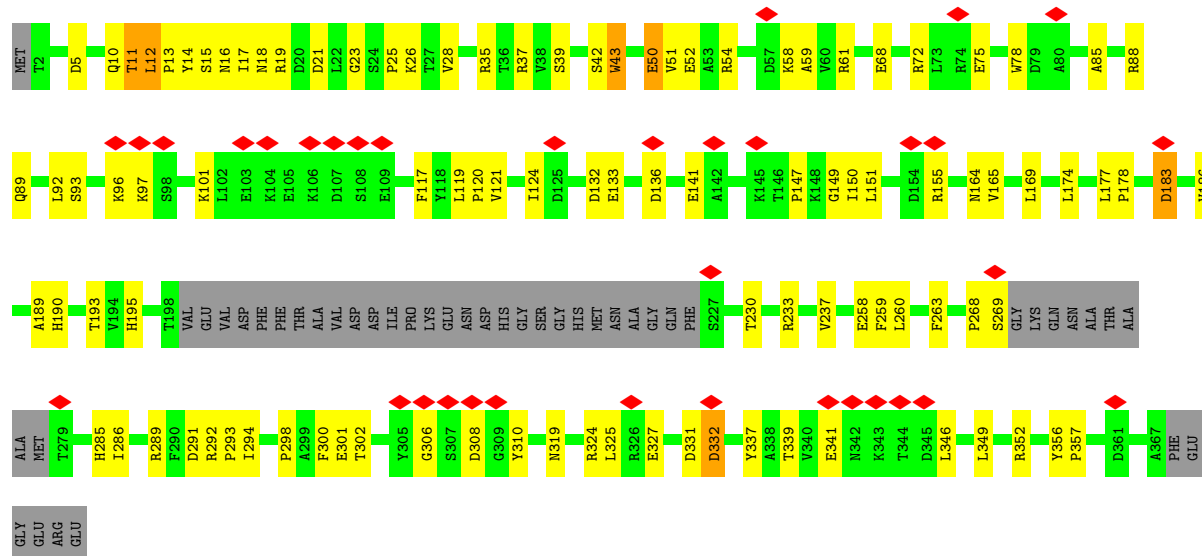 MET T2 D5 Q10 T11 L12 P13 Y14 S15 N16 I17 N18 R19 D20 D21 L22 G23 S24 P25 K26 T27 V28 R35 T36 R37 V38 S39 S42 W43 E50 V51 E52 A53 R54 D57 K58 A59 V60 R61 E68 R72 L73 R74 E75 W78 D79 A80 A85 R88
Q89 L92 S93 K96 K97 S98 K101 L102 E103 K104 E105 K106 D107 S108 E109 F117 Y118 L119 P120 V121 I124 D125 D132 E133 D136 E141 A142 K145 T146 P147 K148 G149 I150 L151 D154 R155 N164 V165 L169 L174 L177 P178 D183
A189 H190 T193 V194 H195 T198 VAL GLU VAL ASP PHE PHE THR ALA VAL ASP ASP ILE PRO LYS GLU ASN ASP HIS GLY SER GLY HIS MET ASN ALA GLY GLN PHE S227 T230 R233 V237 E258 F259 L260 F263 P268 S269 GLY LYS GLN ASN ALA THR ALA
ALA MET T279 H285 I286 R289 F290 D291 R292 P293 I294 P298 A299 F300 E301 T302 Y305 G306 S307 D308 G309 Y310 N319 R324 L325 R326 E327 D331 D332 Y337 A338 T339 V340 E341 N342 K343 T344 D345 L346 L349 R352 Y356 P357 D361 A367 PHE GLU
GLY GLU ARG GLU